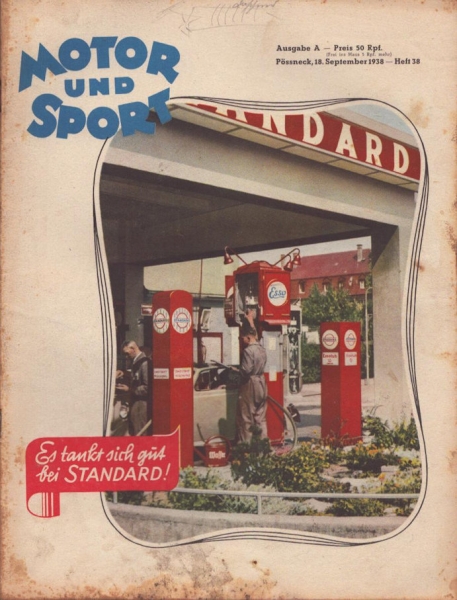 MOTOR
UND
SPORT
Ausgabe A — Preis 50 Rpf.
Pössneck, 18. September 1938 — Heft 38
STANDARD
Esso
Wasser
Es tankt sich gut
bei STANDARD!